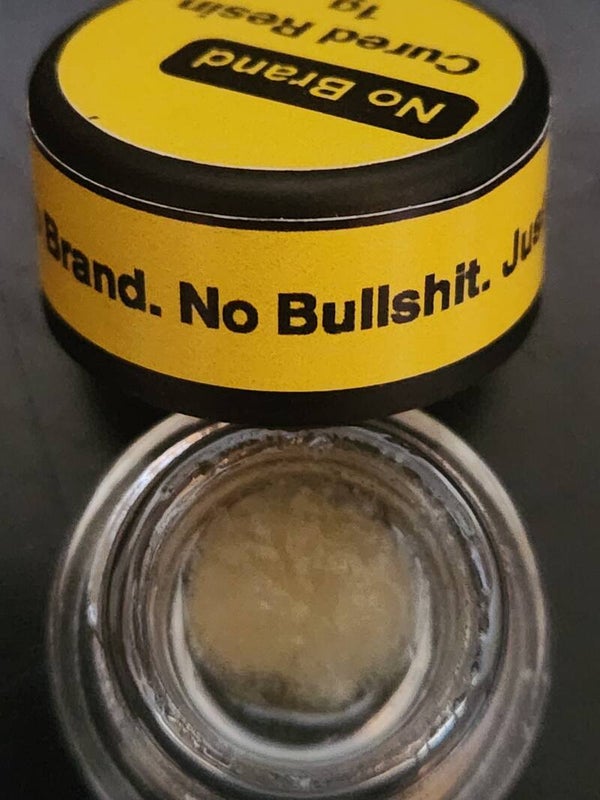 No Brand
Cured Resin
1g
Brand. No Bullshit.